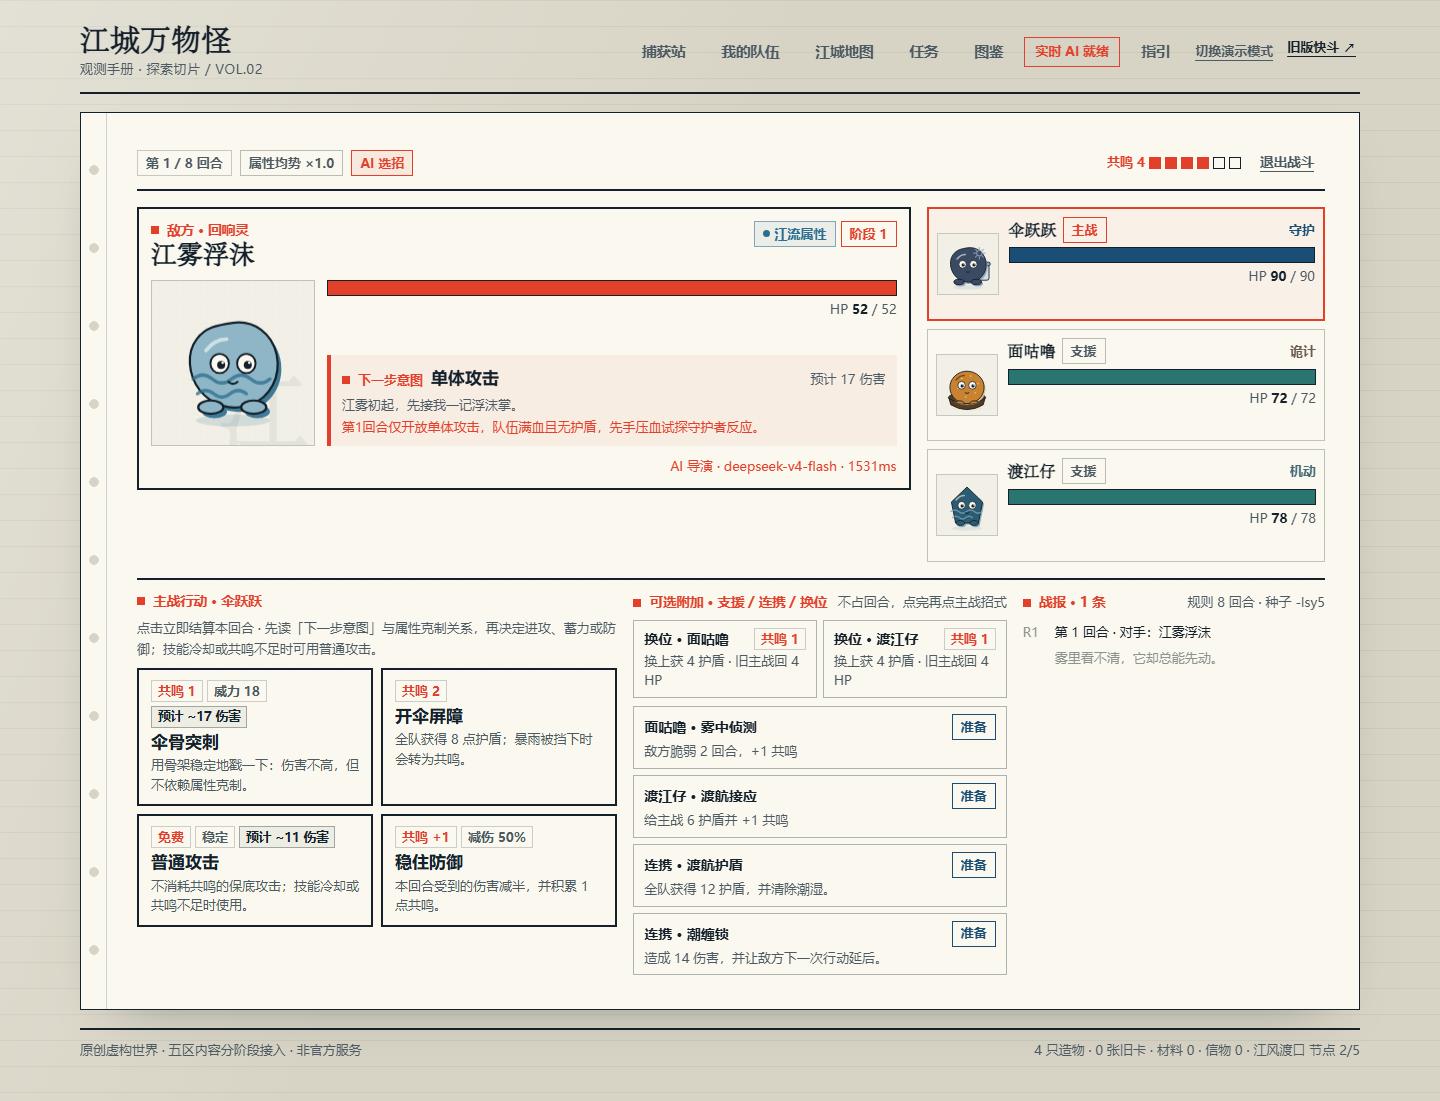 江城万物怪
观测手册 · 探索切片 / VOL.02
捕获站 我的队伍 江城地图 任务 图鉴 实时 AI 就绪 指引 切换演示模式 旧版快斗 ↗
第 1 / 8 回合 属性均势 ×1.0 AI 选招
共鸣 4 退出战斗
敌方 • 回响灵
江雾浮沫
江流属性 阶段 1
HP 52 / 52
下一步意图 单体攻击 预计 17 伤害
江雾初起，先接我一记浮沫掌。
第1回合仅开放单体攻击，队伍满血且无护盾，先手压血试探守护者反应。
AI 导演 · deepseek-v4-flash · 1531ms
伞跃跃 主战 守护
HP 90 / 90
面咕噜 支援 诡计
HP 72 / 72
渡江仔 支援 机动
HP 78 / 78
主战行动 • 伞跃跃
点击立即结算本回合 · 先读「下一步意图」与属性克制关系，再决定进攻、蓄力或防
御；技能冷却或共鸣不足时可用普通攻击。
共鸣 1 威力 18
预计 ~17 伤害
伞骨突刺
用骨架稳定地戳一下：伤害不高，但
不依赖属性克制。
共鸣 2
开伞屏障
全队获得 8 点护盾；暴雨被挡下时
会转为共鸣。
免费 稳定 预计 ~11 伤害
普通攻击
不消耗共鸣的保底攻击；技能冷却或
共鸣不足时使用。
共鸣 +1 减伤 50%
稳住防御
本回合受到的伤害减半，并积累 1
点共鸣。
可选附加 • 支援 / 连携 / 换位 不占回合，点完再点主战招式
换位 • 面咕噜 共鸣 1
换上获 4 护盾 · 旧主战回 4
HP
换位 • 渡江仔 共鸣 1
换上获 4 护盾 · 旧主战回 4
HP
面咕噜 • 雾中侦测 准备
敌方脆弱 2 回合，+1 共鸣
渡江仔 • 渡航接应 准备
给主战 6 护盾并 +1 共鸣
连携 • 渡航护盾 准备
全队获得 12 护盾，并清除潮湿。
连携 • 潮缠锁 准备
造成 14 伤害，并让敌方下一次行动延后。
战报 • 1 条 规则 8 回合 · 种子 -lsy5
R1 第 1 回合 · 对手：江雾浮沫
雾里看不清，它却总能先动。
原创虚构世界 · 五区内容分阶段接入 · 非官方服务
4 只造物 · 0 张旧卡 · 材料 0 · 信物 0 · 江风渡口 节点 2/5